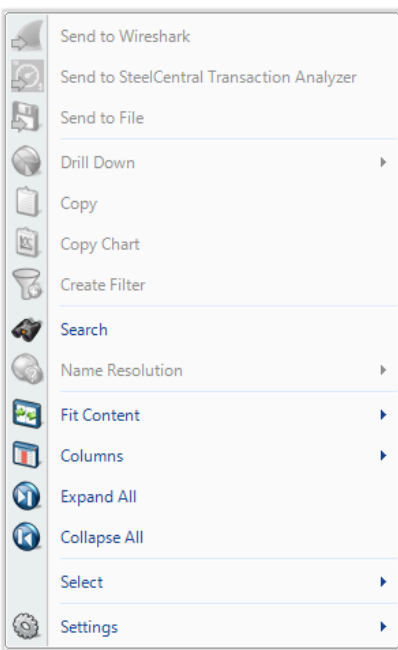 Send to Wireshark
Send to SteelCentral Transaction Analyzer
Send to File
Drill Down
Copy
Copy Chart
Create Filter
Search
Name Resolution
Fit Content
Columns
Expand All
Collapse All
Select
Settings